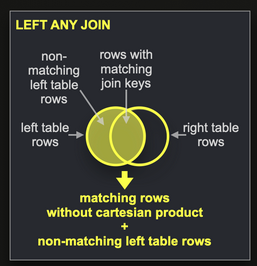 LEFT ANY JOIN
non-
matching
left table
rows
rows with
matching
join keys
left table
rows
right table
rows
matching rows
without cartesian product
+
non-matching left table rows